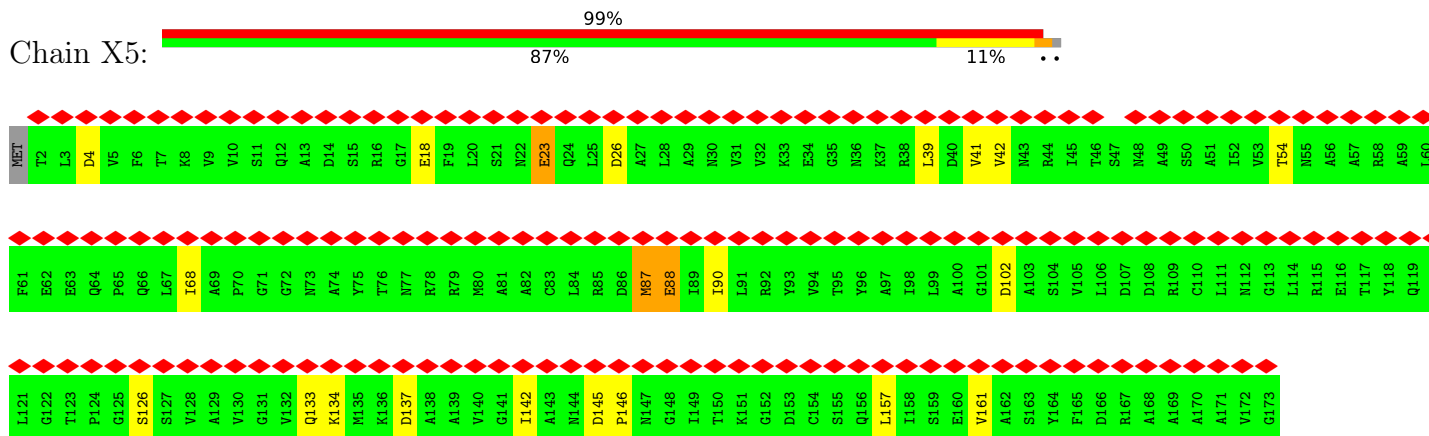 99%
Chain X5:
87% 11% • •
MET T2 L3 D4 V5 F6 T7 K8 V9 V10 S11 Q12 A13 D14 S15 R16 G17 E18 F19 L20 S21 N22 E23 Q24 L25 D26 A27 L28 A29 N30 V31 V32 K33 E34 G35 N36 K37 R38 L39 D40 V41 V42 N43 R44 I45 T46 S47 N48 A49 S50 A51 I52 V53 T54 N55 A56 A57 R58 A59 L60
F61 E62 E63 Q64 P65 Q66 L67 I68 A69 P70 G71 G72 N73 A74 Y75 T76 N77 R78 R79 M80 A81 A82 C83 L84 R85 D86 M87 E88 I89 I90 L91 R92 Y93 V94 T95 Y96 A97 I98 L99 A100 G101 D102 A103 S104 V105 L106 D107 D108 R109 C110 L111 N112 G113 L114 R115 E116 T117 Y118 Q119
L121 G122 T123 P124 G125 S126 S127 V128 A129 V130 G131 V132 Q133 K134 M135 K136 D137 A138 A139 V140 G141 I142 A143 N144 D145 P146 N147 G148 I149 T150 K151 G152 D153 C154 S155 Q156 L157 I158 S159 E160 V161 A162 S163 Y164 F165 D166 R167 A168 A169 A170 A171 V172 G173